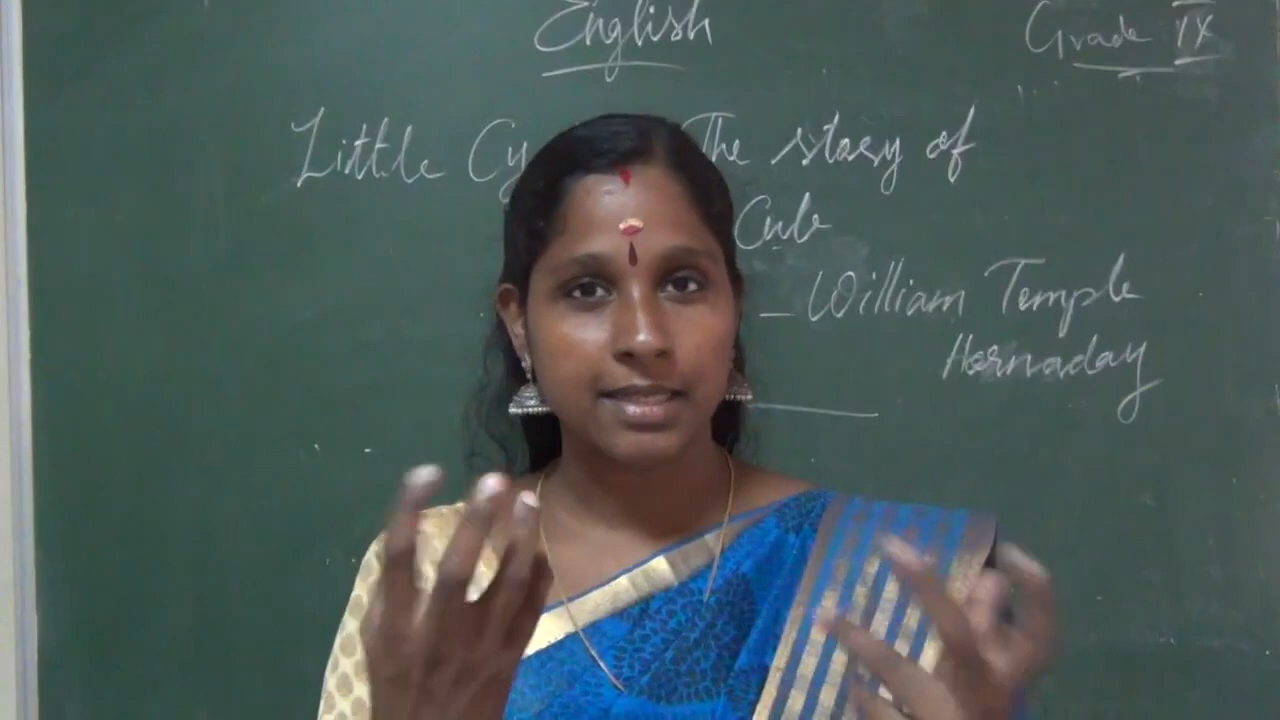 English
Grade IX
Little Cy The story of
Cub
- William Temple
Hornaday